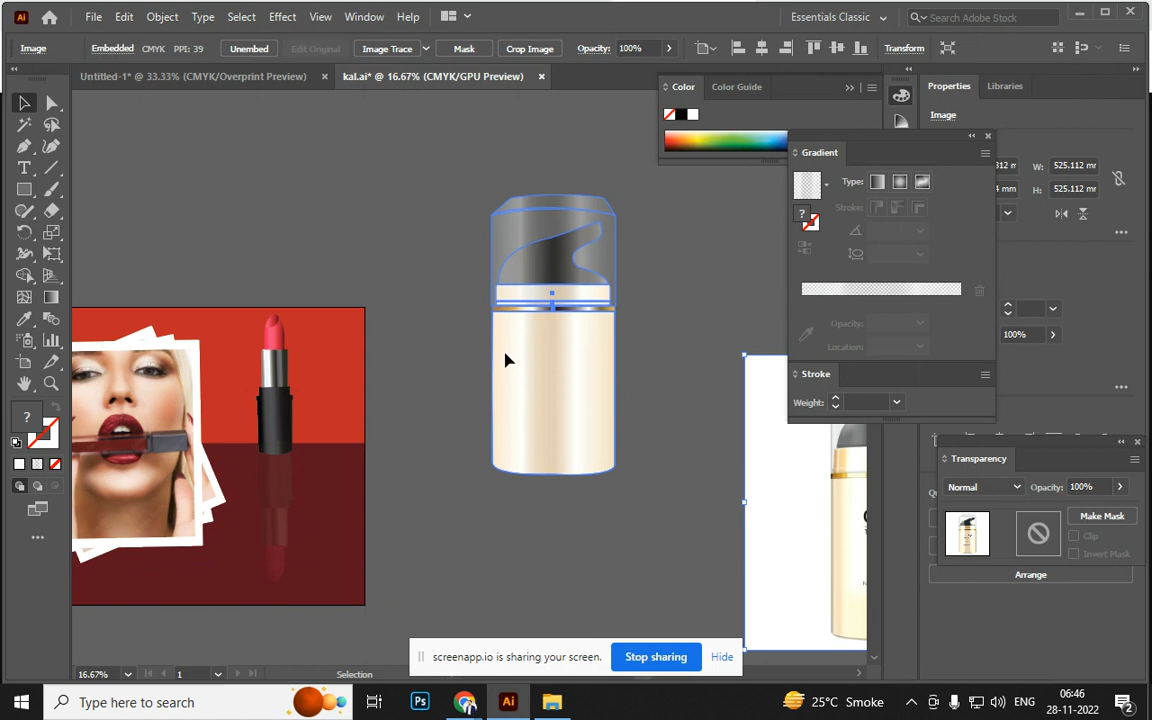 Ai File Edit Object Type Select Effect View Window Help Essentials Classic Search Adobe Stock
Image Embedded CMYK PPI: 39 Unembed Edit Original Image Trace Mask Crop Image Opacity: 100% Transform
Untitled-1* @ 33.33% (CMYK/Overprint Preview) × kal.ai* @ 16.67% (CMYK/GPU Preview) ×
Color Color Guide Properties Libraries
Image
Gradient
W: 525.112 mm
Type:
H: 525.112 mm
Stroke:
Opacity:
100%
Location:
Stroke
Weight:
Transparency
Normal Opacity: 100%
Make Mask
Clip
Invert Mask
Arrange
screenapp.io is sharing your screen. Stop sharing Hide
16.67% 1 Selection
Type here to search Ps Ai 25°C Smoke ENG 06:46
28-11-2022 2